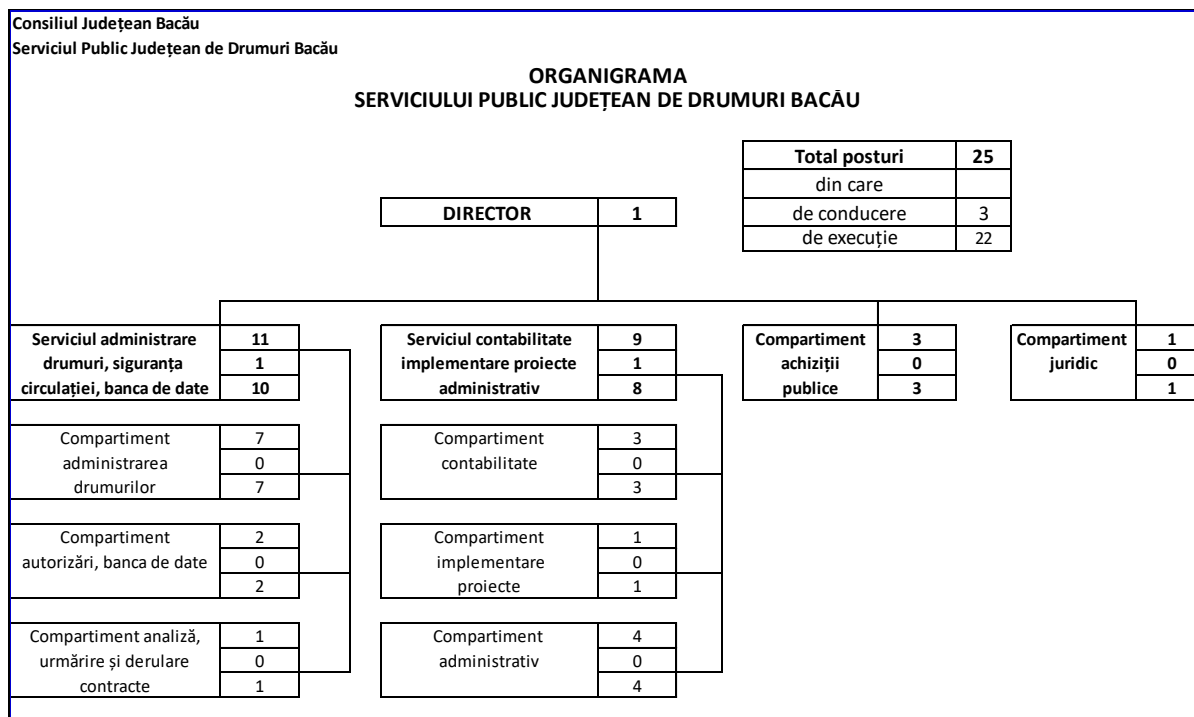 Consiliul Județean Bacău
Serviciul Public Județean de Drumuri Bacău
ORGANIGRAMA
SERVICIULUI PUBLIC JUDEȚEAN DE DRUMURI BACĂU
Total posturi 25
din care
de conducere 3
de execuție 22
DIRECTOR 1
Serviciul administrare 11
drumuri, siguranța 1
circulației, banca de date 10
Serviciul contabilitate 9
implementare proiecte 1
administrativ 8
Compartiment 3
achiziții 0
publice 3
Compartiment 1
juridic 0
1
Compartiment 7
administrarea 0
drumurilor 7
Compartiment 3
contabilitate 0
3
Compartiment 2
autorizări, banca de date 0
2
Compartiment 1
implementare 0
proiecte 1
Compartiment analiză, 1
urmărire și derulare 0
contracte 1
Compartiment 4
administrativ 0
4